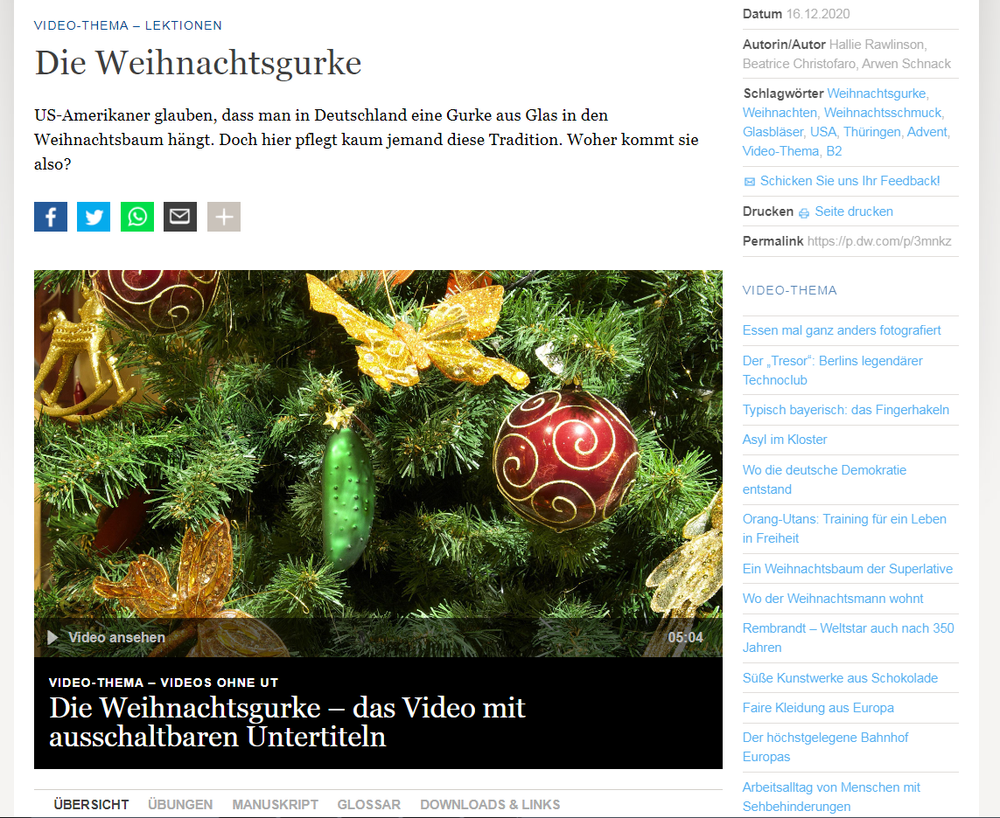 VIDEO-THEMA – LEKTIONEN
Die Weihnachtsgurke
US-Amerikaner glauben, dass man in Deutschland eine Gurke aus Glas in den
Weihnachtsbaum hängt. Doch hier pflegt kaum jemand diese Tradition. Woher kommt sie
also?
Video ansehen
05:04
VIDEO-THEMA – VIDEOS OHNE UT
Die Weihnachtsgurke – das Video mit
ausschaltbaren Untertiteln
ÜBERSICHT ÜBUNGEN MANUSKRIPT GLOSSAR DOWNLOADS & LINKS
Datum 16.12.2020
Autorin/Autor Hallie Rawlinson,
Beatrice Christofaro, Arwen Schnack
Schlagwörter Weihnachtsgurke,
Weihnachten, Weihnachtsschmuck,
Glasbläser, USA, Thüringen, Advent,
Video-Thema, B2
Schicken Sie uns Ihr Feedback!
Drucken Seite drucken
Permalink https://p.dw.com/p/3mnkz
VIDEO-THEMA
Essen mal ganz anders fotografiert
Der „Tresor“: Berlins legendärer
Technoclub
Typisch bayerisch: das Fingerhakeln
Asyl im Kloster
Wo die deutsche Demokratie
entstand
Orang-Utans: Training für ein Leben
in Freiheit
Ein Weihnachtsbaum der Superlative
Wo der Weihnachtsmann wohnt
Rembrandt – Weltstar auch nach 350
Jahren
Süße Kunstwerke aus Schokolade
Faire Kleidung aus Europa
Der höchstgelegene Bahnhof
Europas
Arbeitsalltag von Menschen mit
Sehbehinderungen